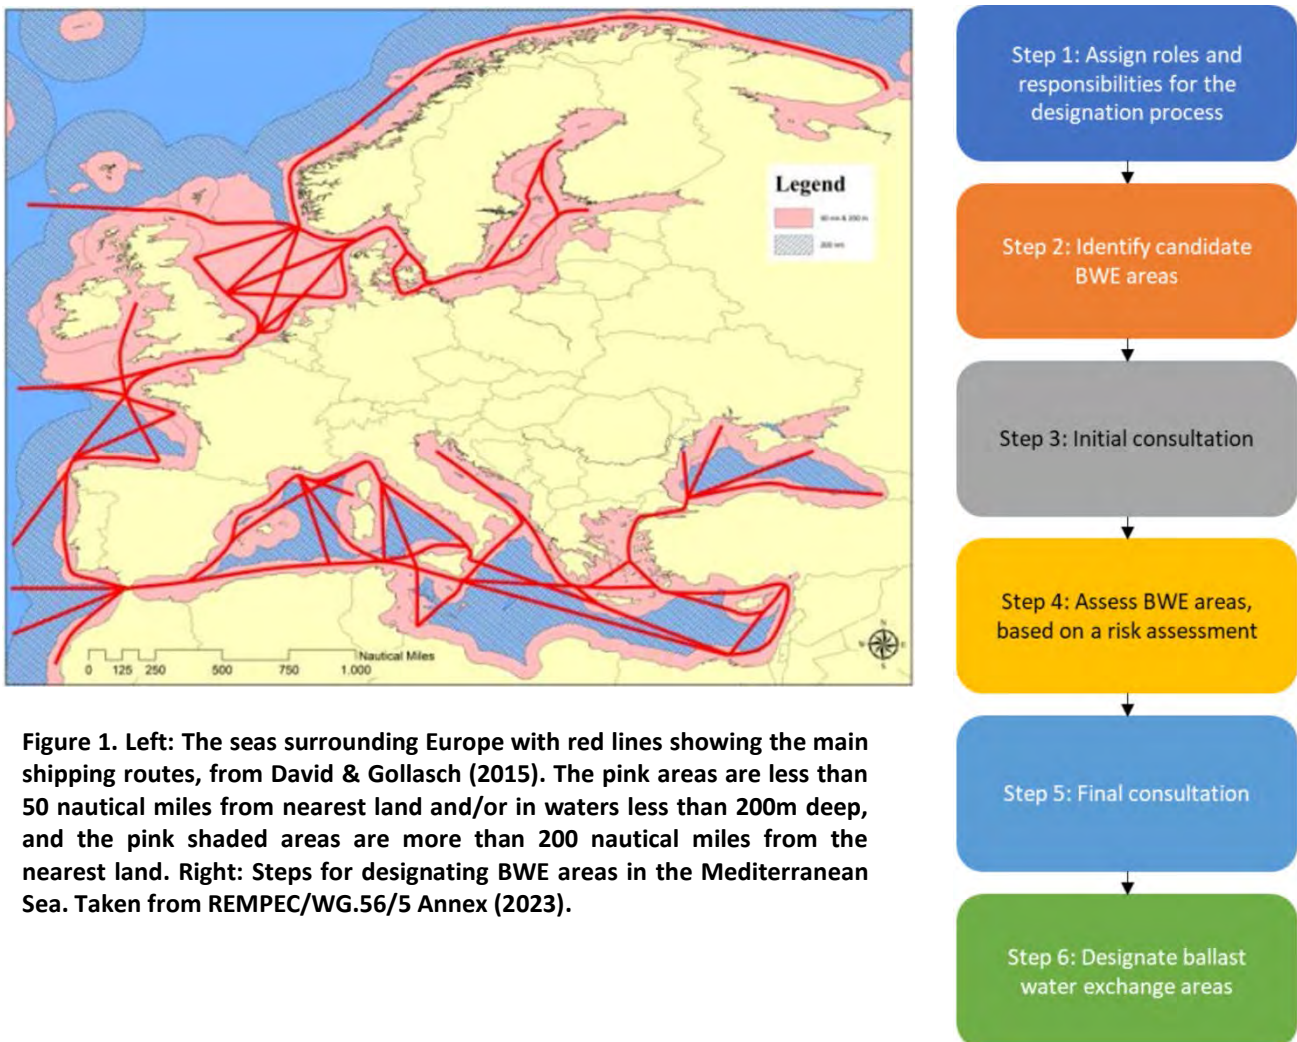 Legend
50 nm & 200 m
200 nm
Nautical Miles
0 125 250 500 750 1.000
N
S
Figure 1. Left: The seas surrounding Europe with red lines showing the main
shipping routes, from David & Gollasch (2015). The pink areas are less than
50 nautical miles from nearest land and/or in waters less than 200m deep,
and the pink shaded areas are more than 200 nautical miles from the
nearest land. Right: Steps for designating BWE areas in the Mediterranean
Sea. Taken from REMPEC/WG.56/5 Annex (2023).
Step 1: Assign roles and
responsibilities for the
designation process
Step 2: Identify candidate
BWE areas
Step 3: Initial consultation
Step 4: Assess BWE areas,
based on a risk assessment
Step 5: Final consultation
Step 6: Designate ballast
water exchange areas